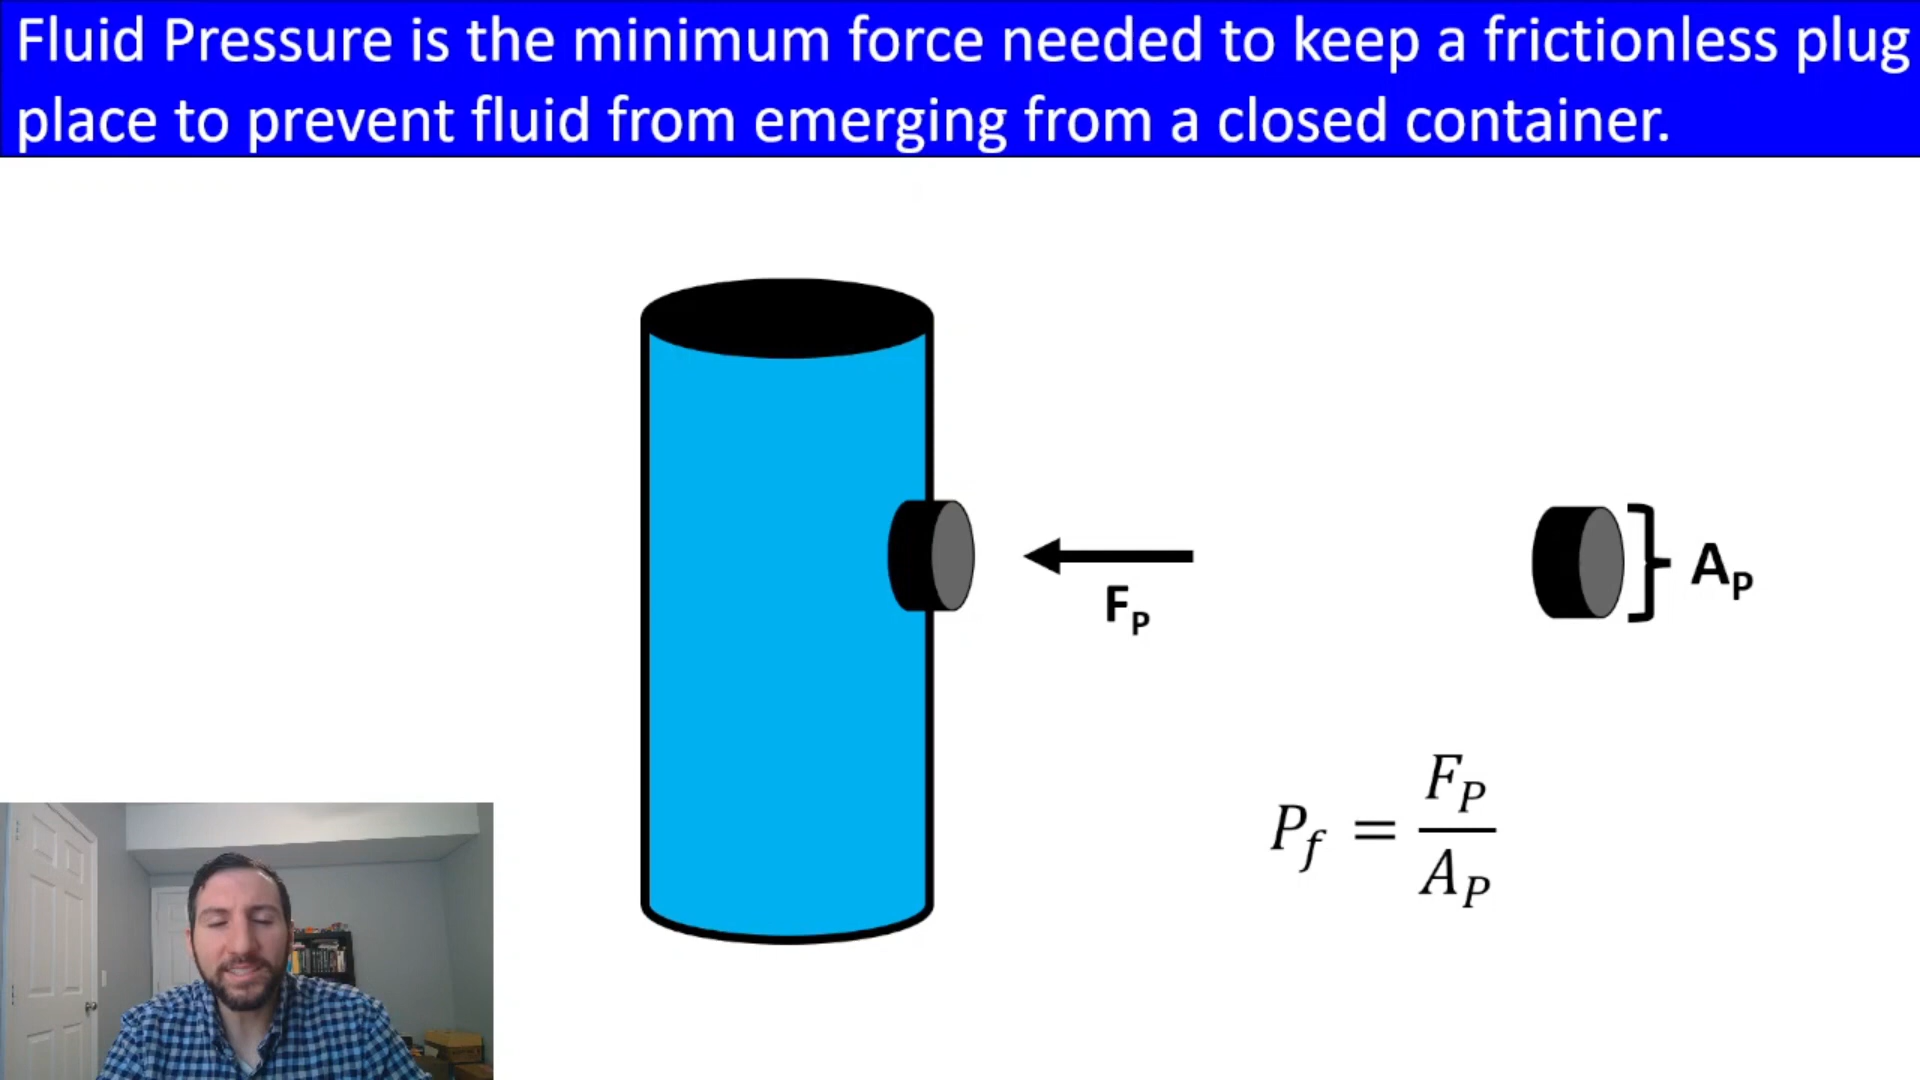 Fluid Pressure is the minimum force needed to keep a frictionless plug
place to prevent fluid from emerging from a closed container.
F_P
A_P
P_f = F_P / A_P